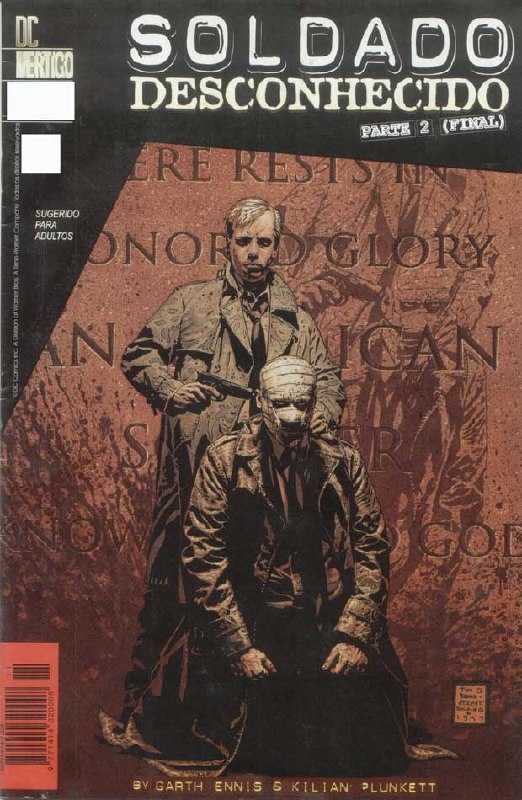 DC
VERTIGO
SOLDADO
DESCONHECIDO
PARTE 2 (FINAL)
SUGERIDO
PARA
ADULTOS
ERE RESTS IN
ONOR D GLORY
AN ICAN
S ER
KNOW GOD
BY GARTH ENNIS & KILIAN PLUNKETT